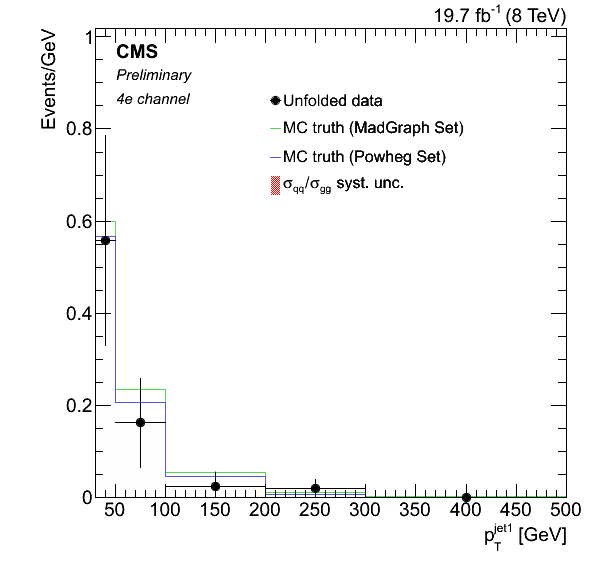 19.7 fb⁻¹ (8 TeV)
Events/GeV
CMS
Preliminary
4e channel
Unfolded data
MC truth (MadGraph Set)
MC truth (Powheg Set)
σqq/σgg syst. unc.
1
0.8
0.6
0.4
0.2
0
50 100 150 200 250 300 350 400 450 500
pT^jet1 [GeV]